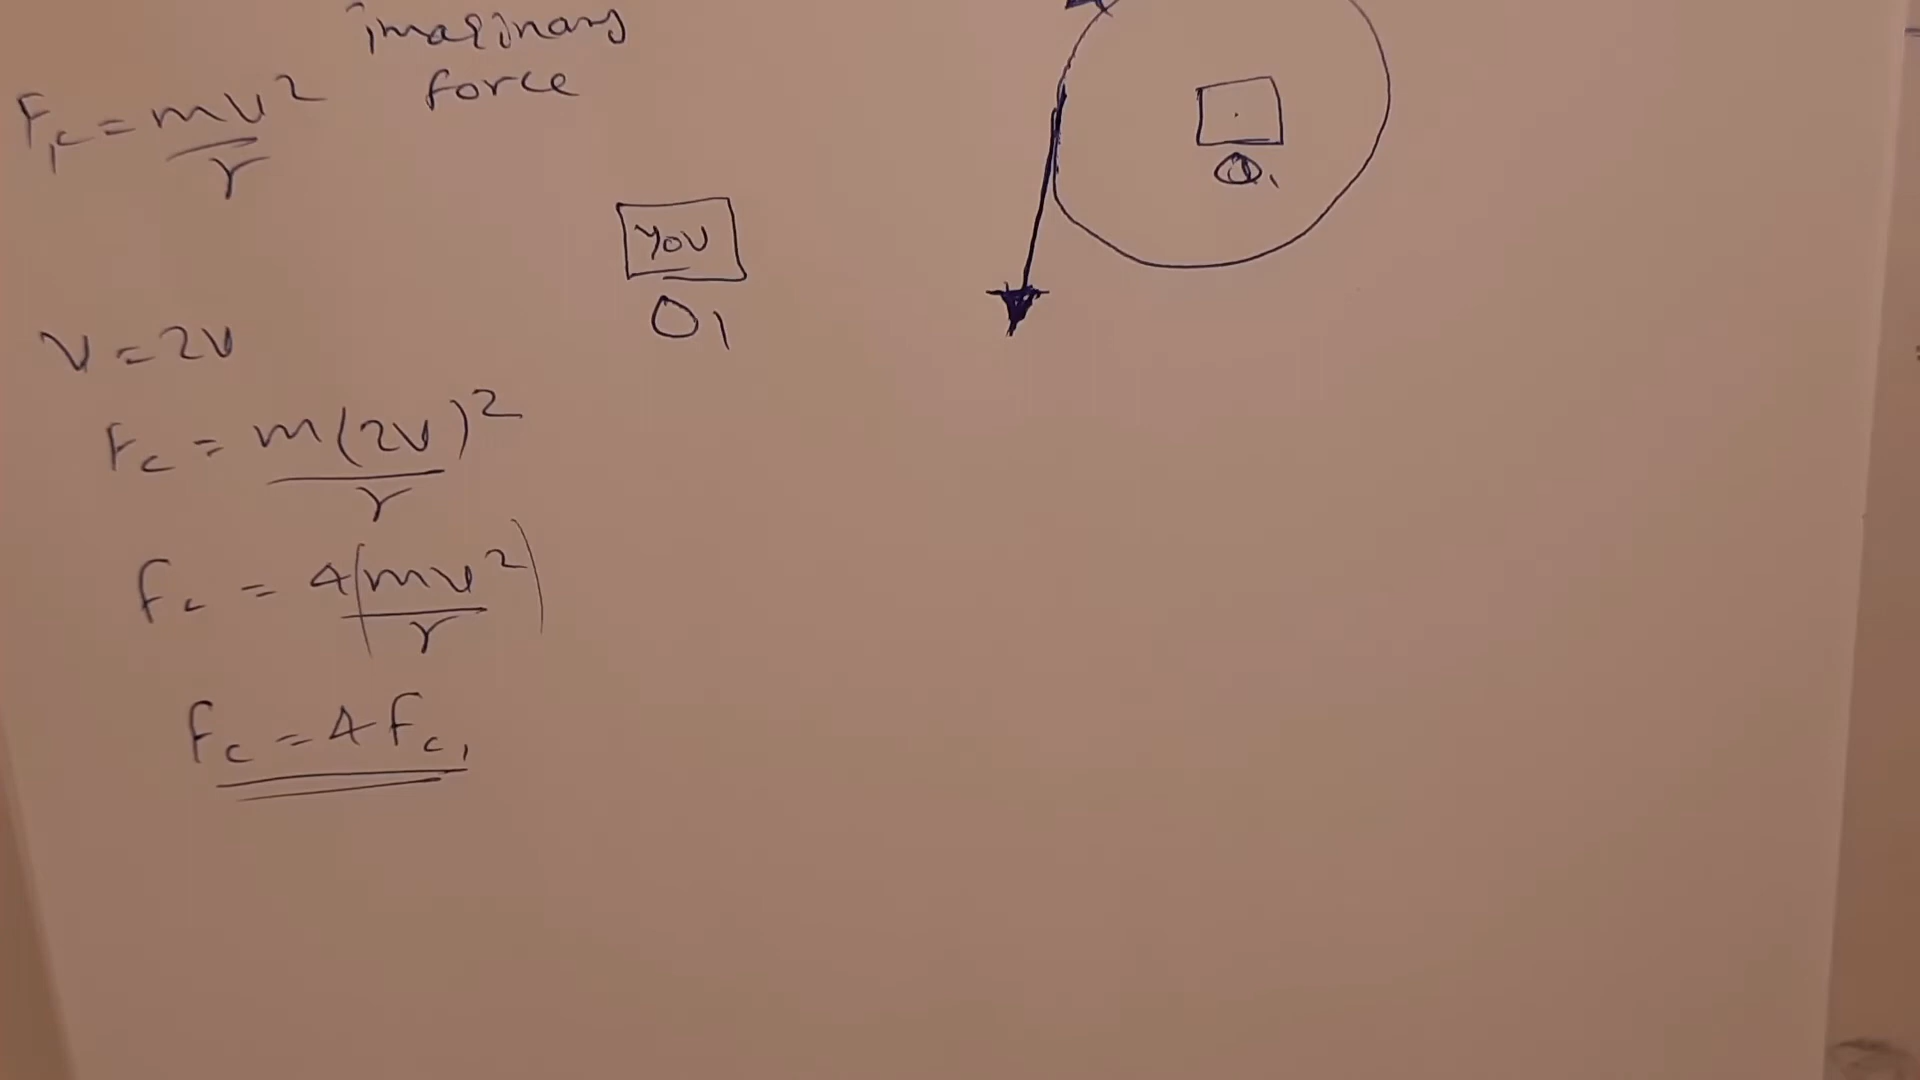 imaginary
force
F₁c = mv²/r
YOU
O1
O1
v = 2v
Fc = m(2v)²/r
Fc = 4(mv²/r)
Fc = 4Fc1